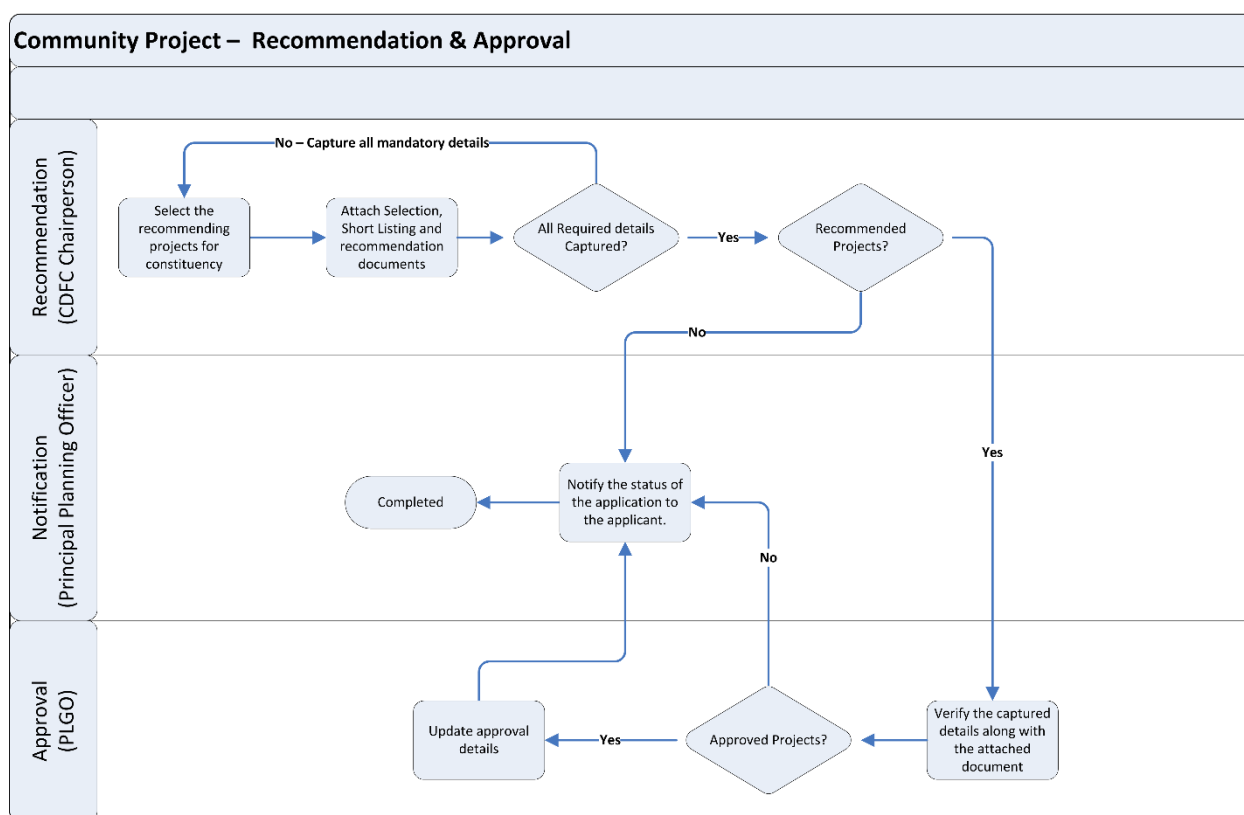 Community Project – Recommendation & Approval
Recommendation
(CDFC Chairperson)
No – Capture all mandatory details
Select the
recommending
projects for
constituency
Attach Selection,
Short Listing and
recommendation
documents
All Required details
Captured?
Yes
Recommended
Projects?
No
Yes
Notification
(Principal Planning Officer)
Completed
Notify the status of
the application to
the applicant.
No
Approval
(PLGO)
Update approval
details
Yes
Approved Projects?
Verify the captured
details along with
the attached
document